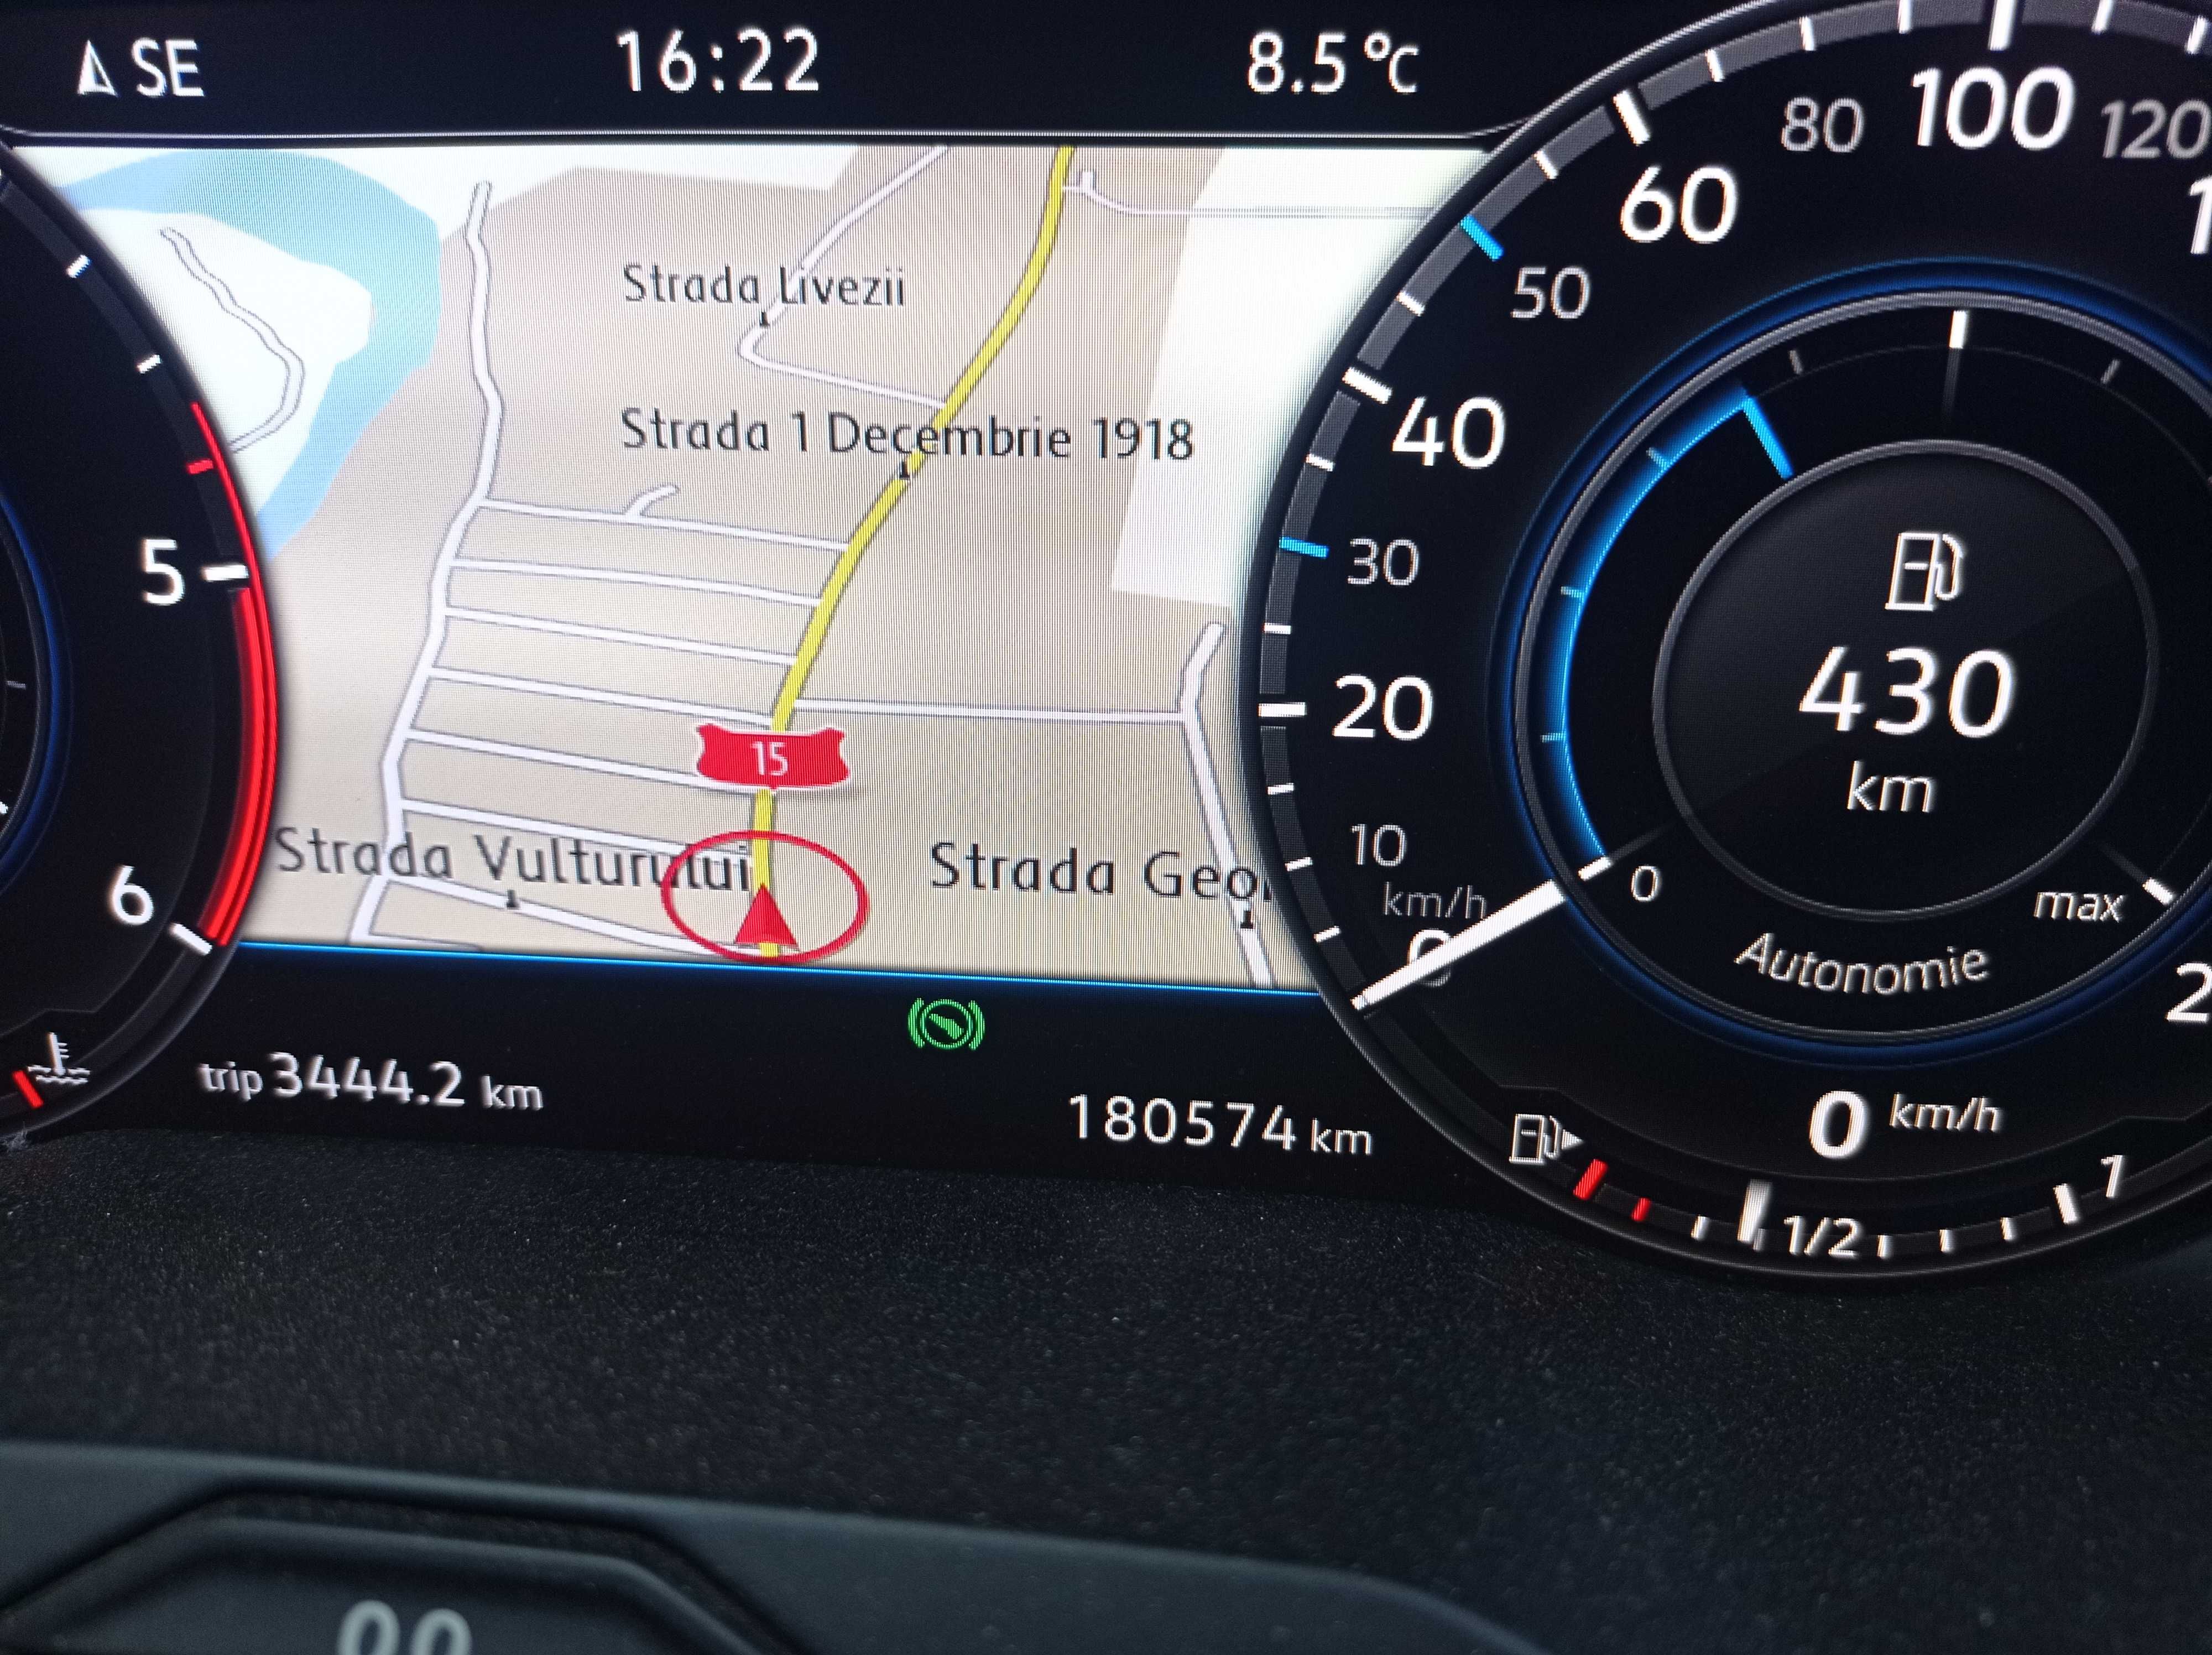 SE 16:22 8.5 °C
Strada Livezii
Strada 1 Decembrie 1918
15
Strada Vulturului
5
6
trip 3444.2 km
180574 km
0
10
20
30
40
50
60
80
100
120
km/h
430
km
0
max
Autonomie
0 km/h
1/2
1